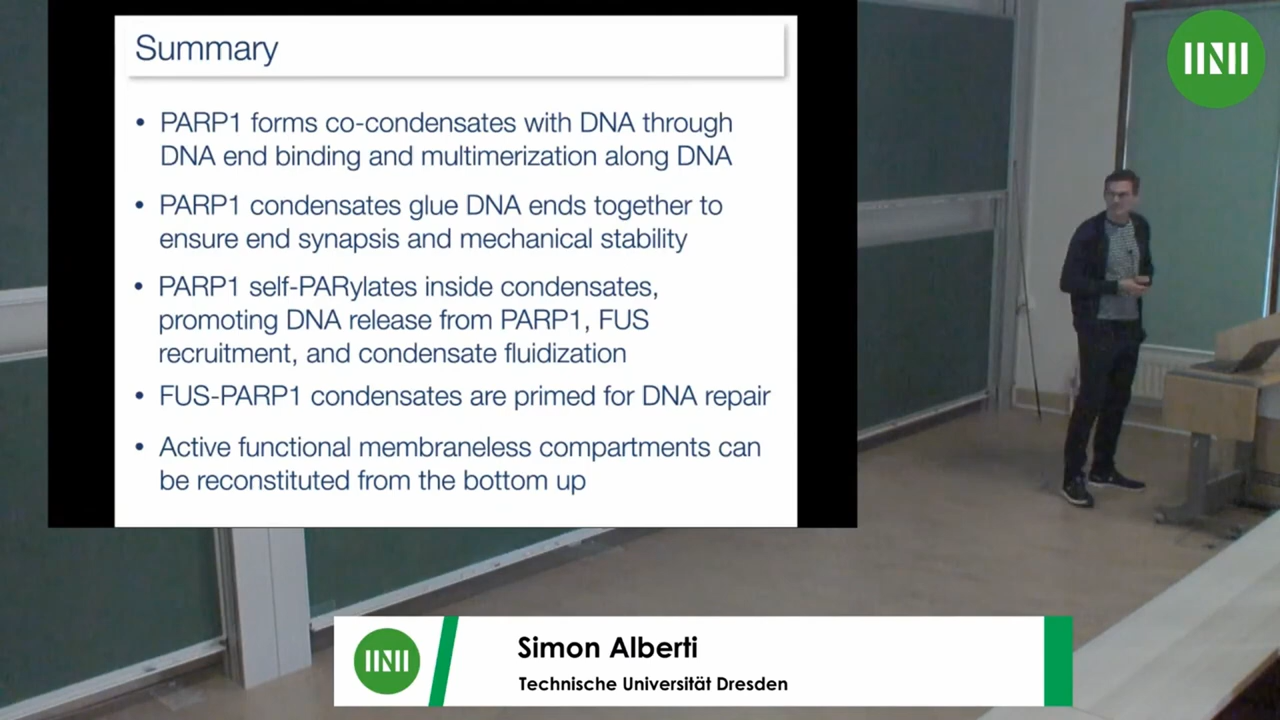 Summary
• PARP1 forms co-condensates with DNA through
DNA end binding and multimerization along DNA
• PARP1 condensates glue DNA ends together to
ensure end synapsis and mechanical stability
• PARP1 self-PARylates inside condensates,
promoting DNA release from PARP1, FUS
recruitment, and condensate fluidization
• FUS-PARP1 condensates are primed for DNA repair
• Active functional membraneless compartments can
be reconstituted from the bottom up
IINII
IINII
Simon Alberti
Technische Universität Dresden